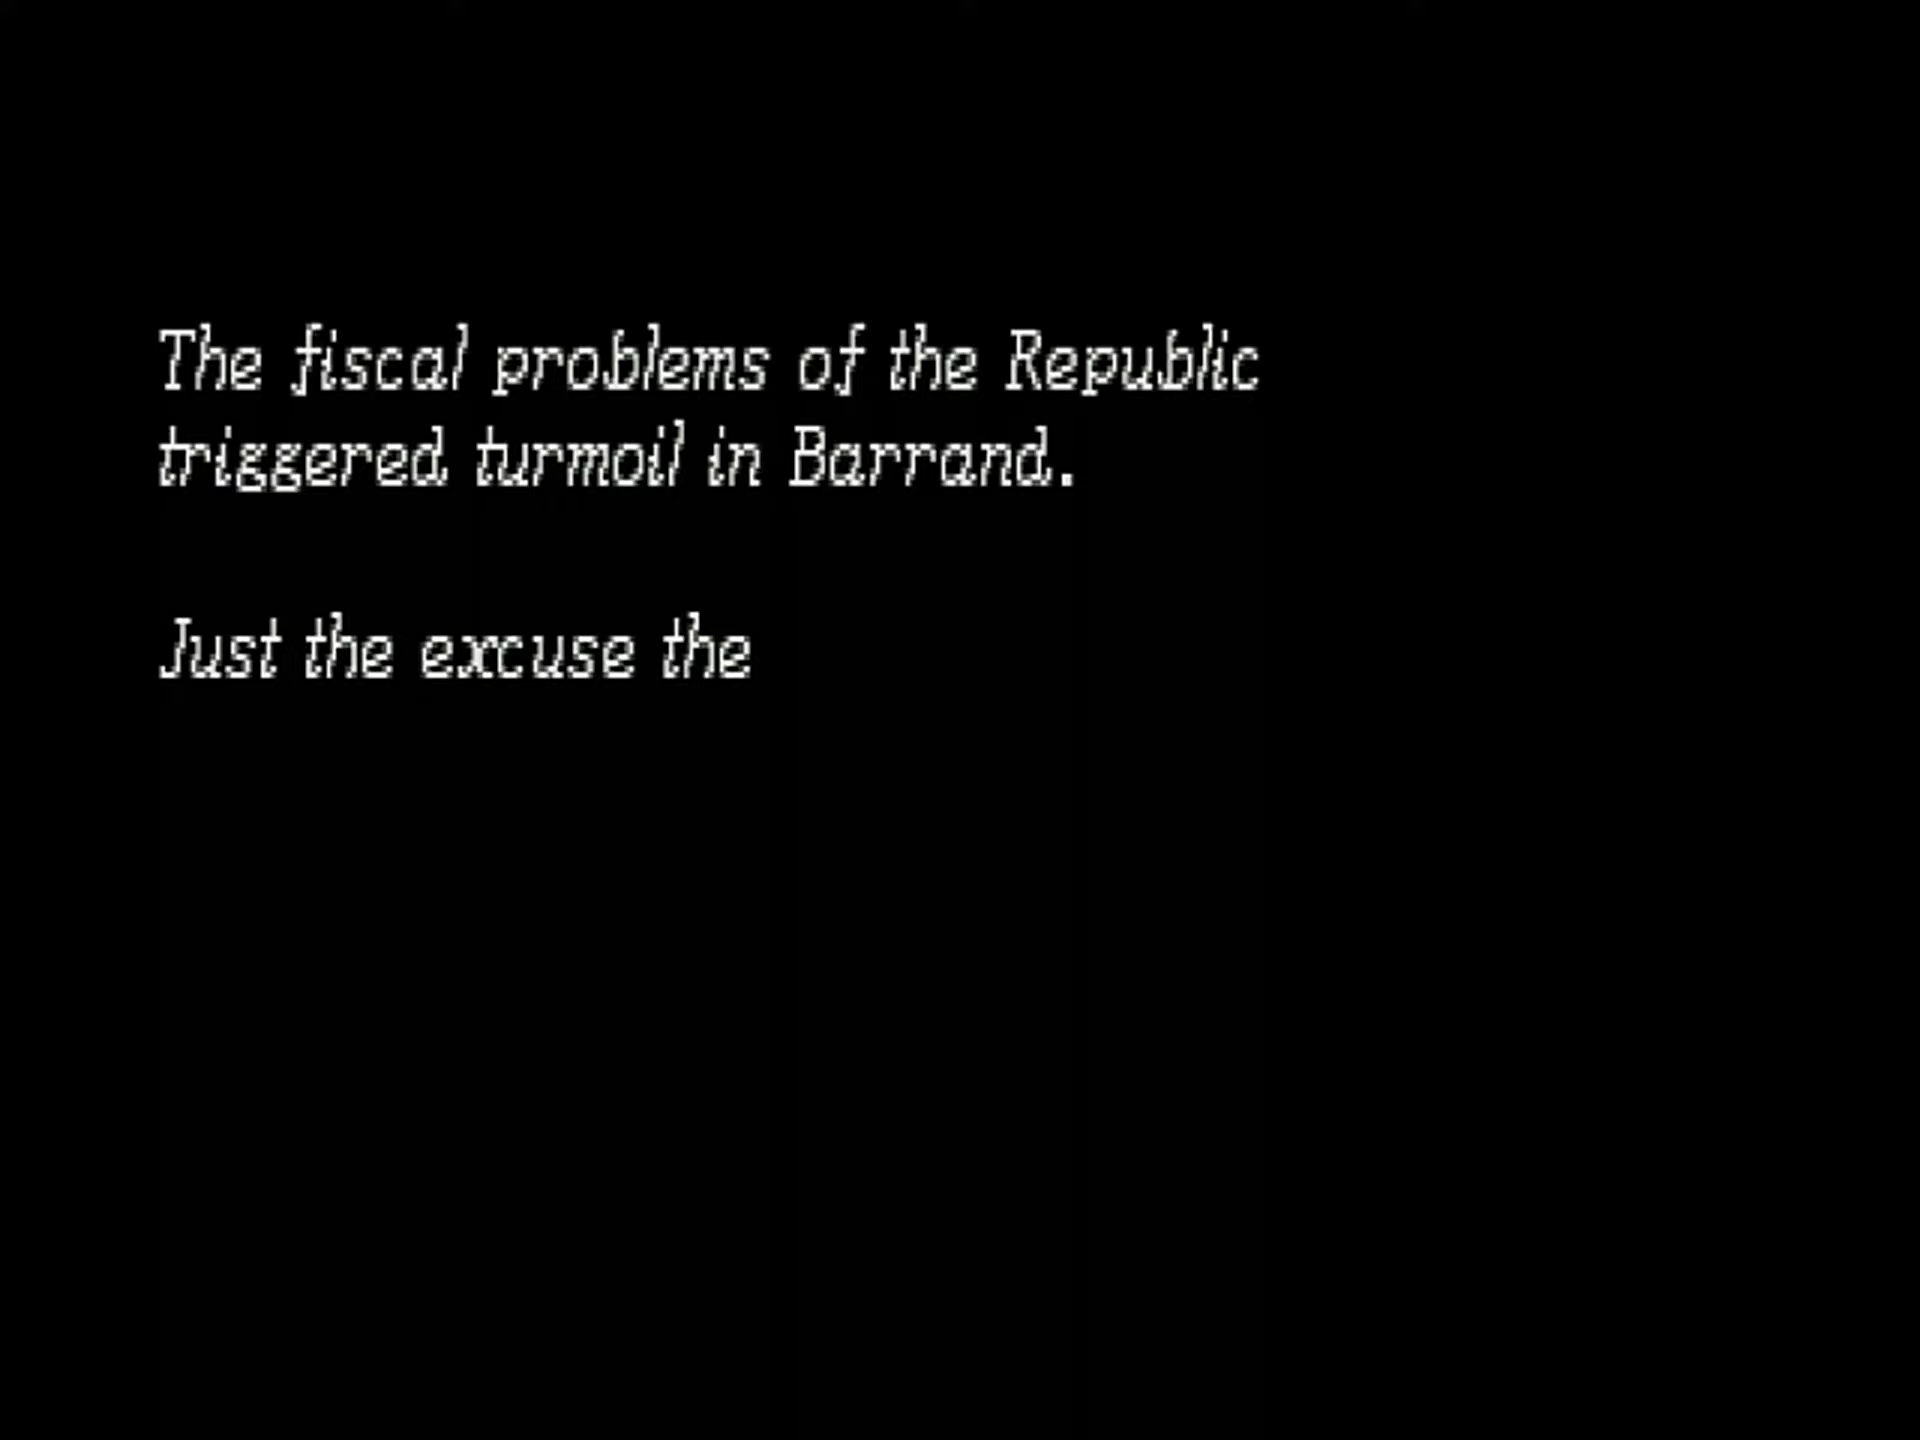 The fiscal problems of the Republic
triggered turmoil in Barrand.
Just the excuse the